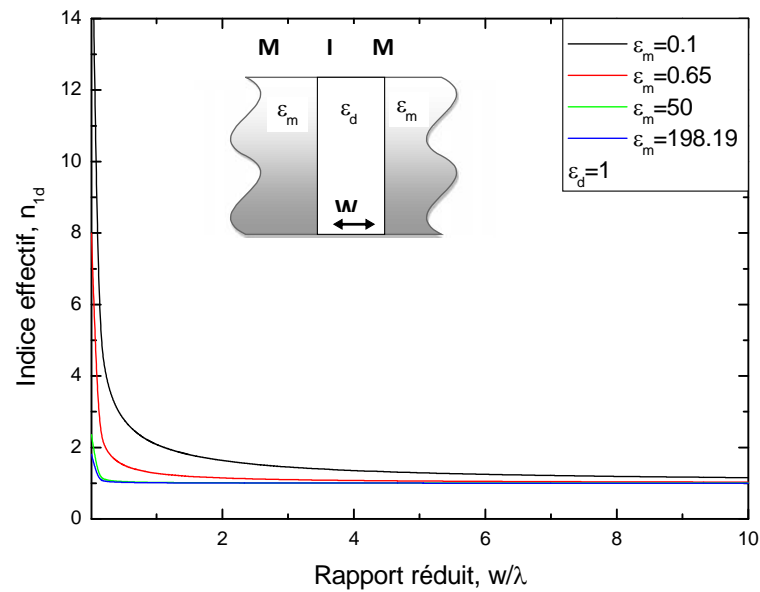 14
12
10
8
6
4
2
0
Indice effectif, n1d
M I M
εm εd εm
w
εm=0.1
εm=0.65
εm=50
εm=198.19
εd=1
2 4 6 8 10
Rapport réduit, w/λ